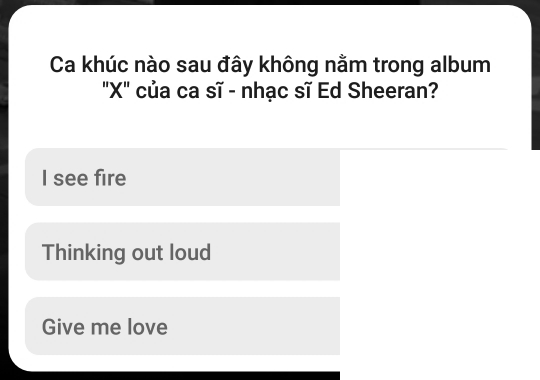 Ca khúc nào sau đây không nằm trong album
"X" của ca sĩ - nhạc sĩ Ed Sheeran?
I see fire
Thinking out loud
Give me love